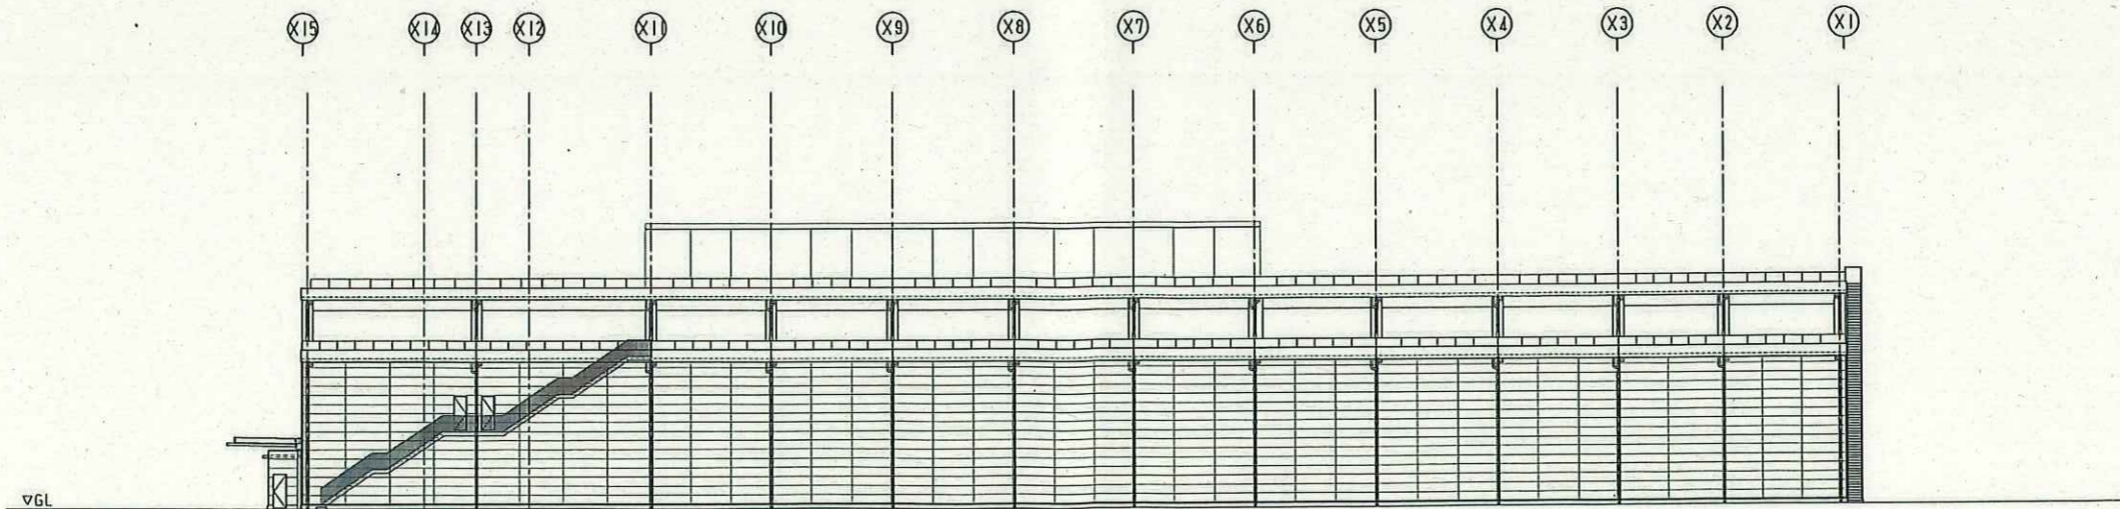 X15 X14 X13 X12 X11 X10 X9 X8 X7 X6 X5 X4 X3 X2 X1
▽GL